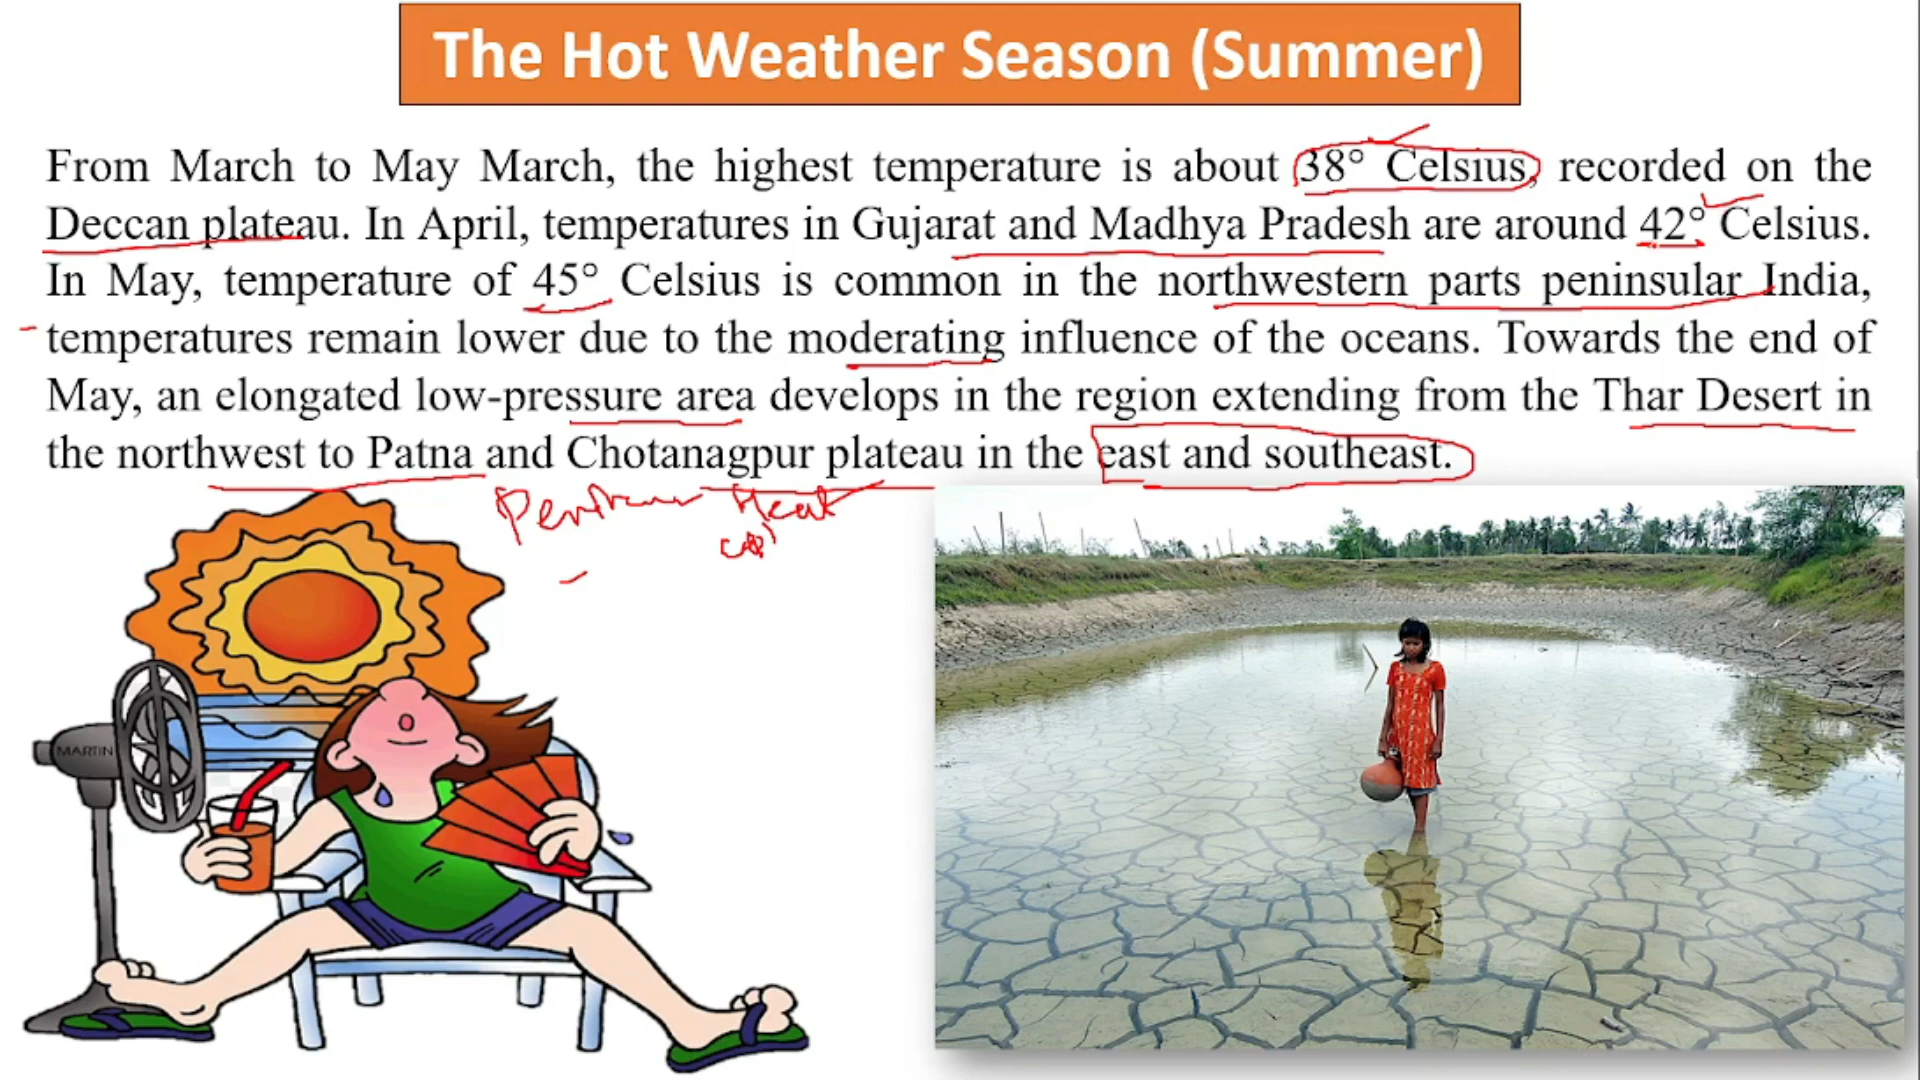 The Hot Weather Season (Summer)
From March to May March, the highest temperature is about 38° Celsius, recorded on the
Deccan plateau. In April, temperatures in Gujarat and Madhya Pradesh are around 42° Celsius.
In May, temperature of 45° Celsius is common in the northwestern parts peninsular India,
temperatures remain lower due to the moderating influence of the oceans. Towards the end of
May, an elongated low-pressure area develops in the region extending from the Thar Desert in
the northwest to Patna and Chotanagpur plateau in the east and southeast.
Heat
MARTIN